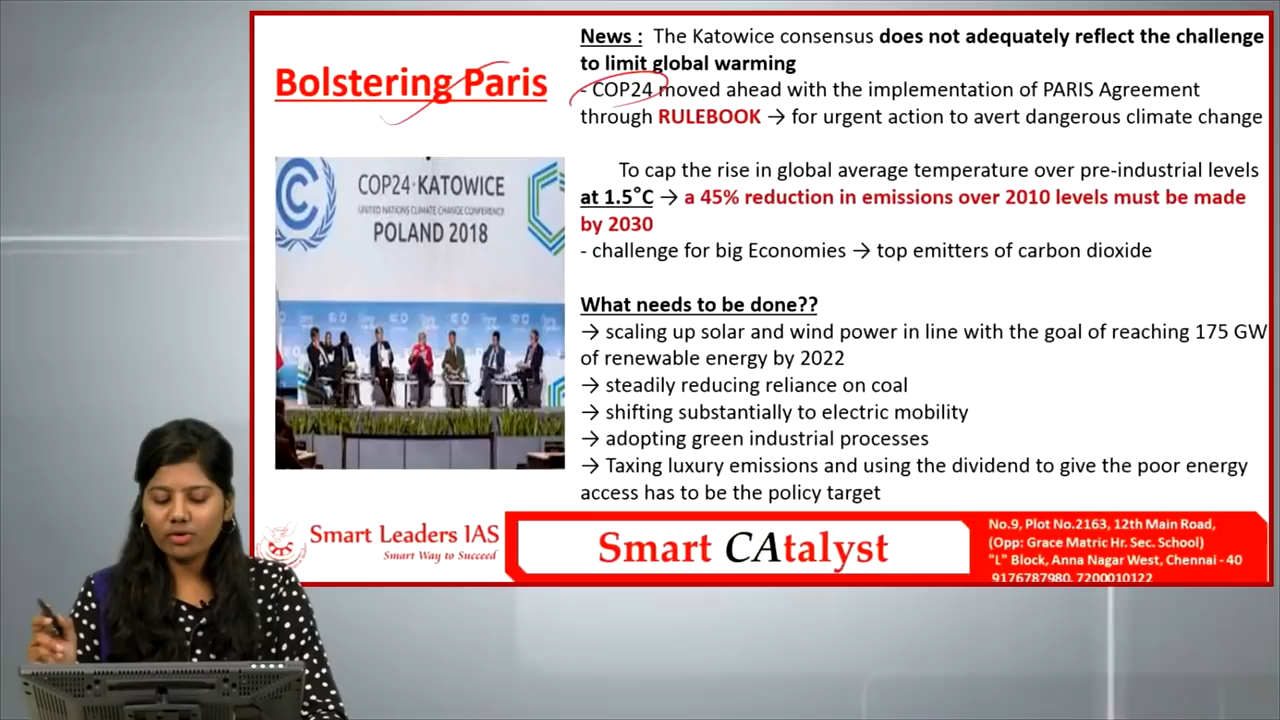 Bolstering Paris
News : The Katowice consensus does not adequately reflect the challenge
to limit global warming
- COP24 moved ahead with the implementation of PARIS Agreement
through RULEBOOK → for urgent action to avert dangerous climate change
To cap the rise in global average temperature over pre-industrial levels
at 1.5°C → a 45% reduction in emissions over 2010 levels must be made
by 2030
- challenge for big Economies → top emitters of carbon dioxide
What needs to be done??
→ scaling up solar and wind power in line with the goal of reaching 175 GW
of renewable energy by 2022
→ steadily reducing reliance on coal
→ shifting substantially to electric mobility
→ adopting green industrial processes
→ Taxing luxury emissions and using the dividend to give the poor energy
access has to be the policy target
COP24·KATOWICE
UNITED NATIONS CLIMATE CHANGE CONFERENCE
POLAND 2018
Smart Leaders IAS
Smart Way to Succeed
Smart CAtalyst
No.9, Plot No.2163, 12th Main Road,
(Opp: Grace Matric Hr. Sec. School)
"L" Block, Anna Nagar West, Chennai - 40
9176787980, 7200010122